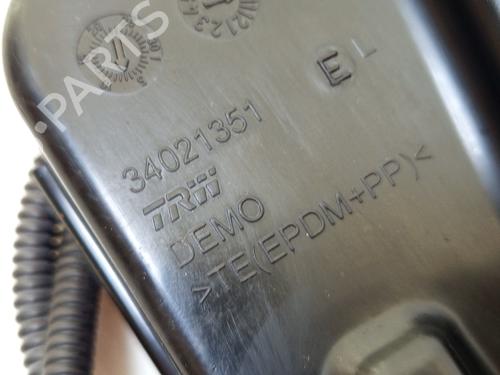 E L
34021351
TRW
DEMO
>TE(EPDM+PP)<
PARTS